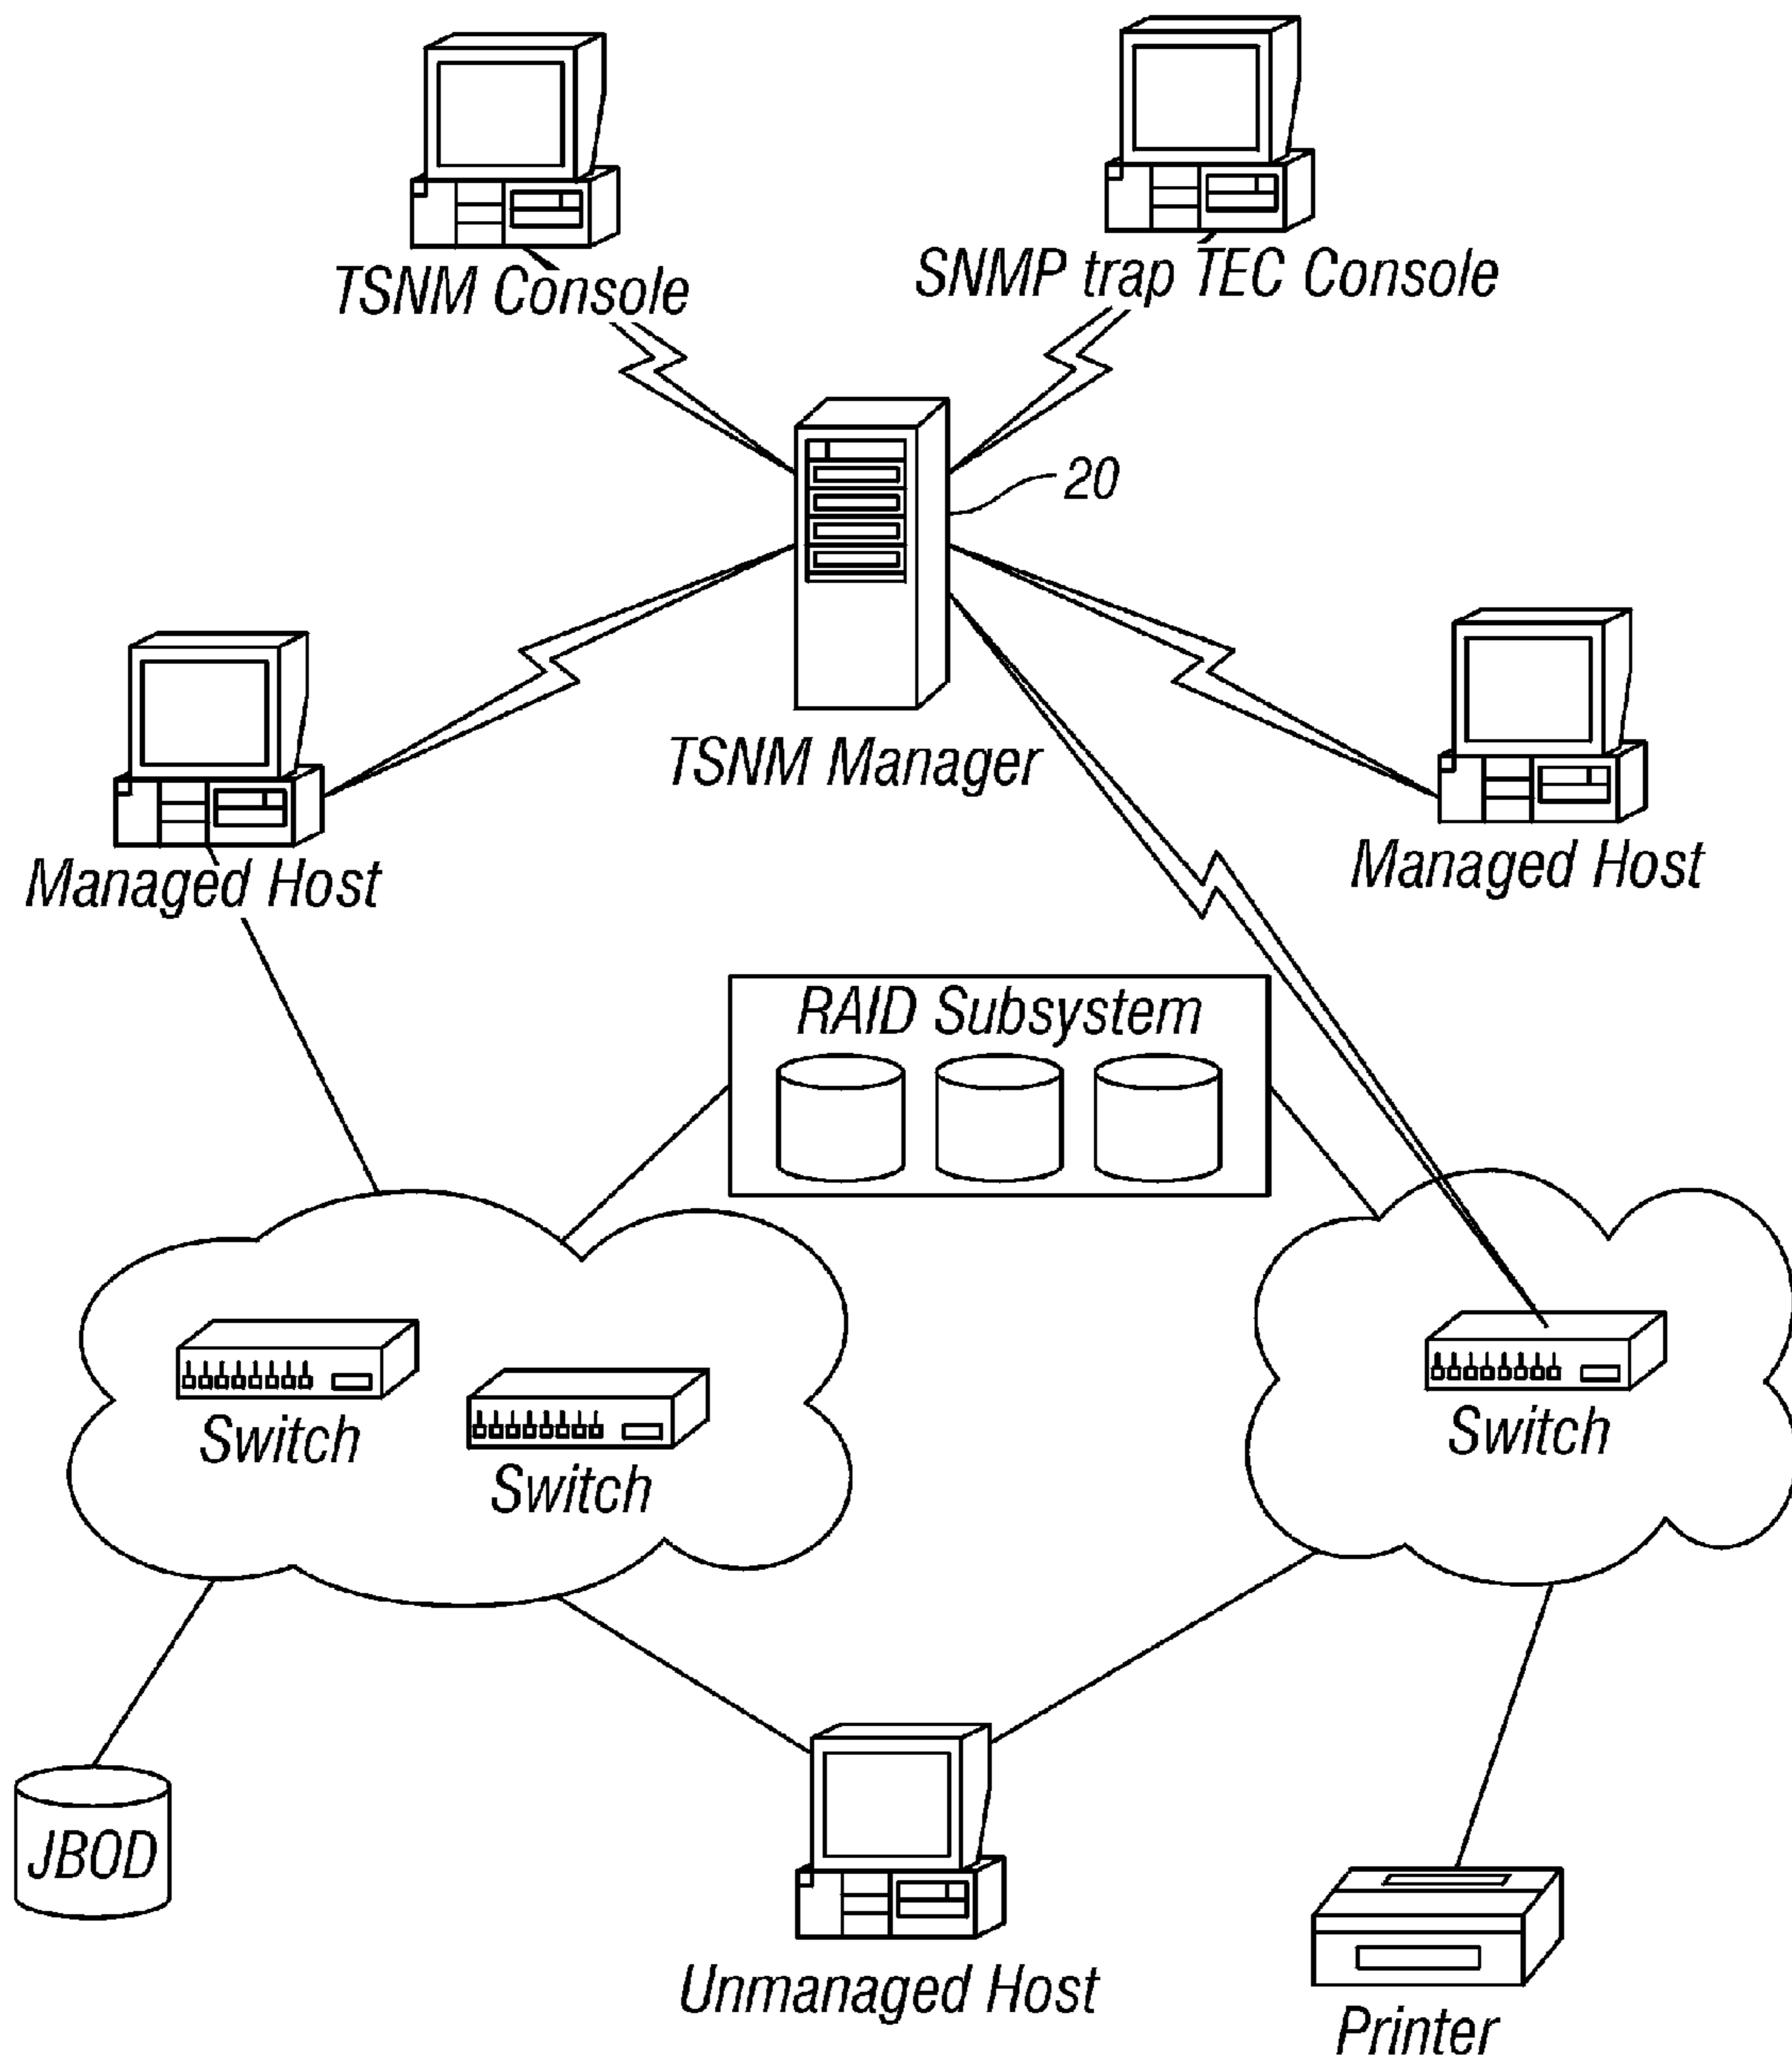 TSNM Console
SNMP trap TEC Console
20
TSNM Manager
Managed Host
Managed Host
RAID Subsystem
Switch
Switch
Switch
JBOD
Unmanaged Host
Printer